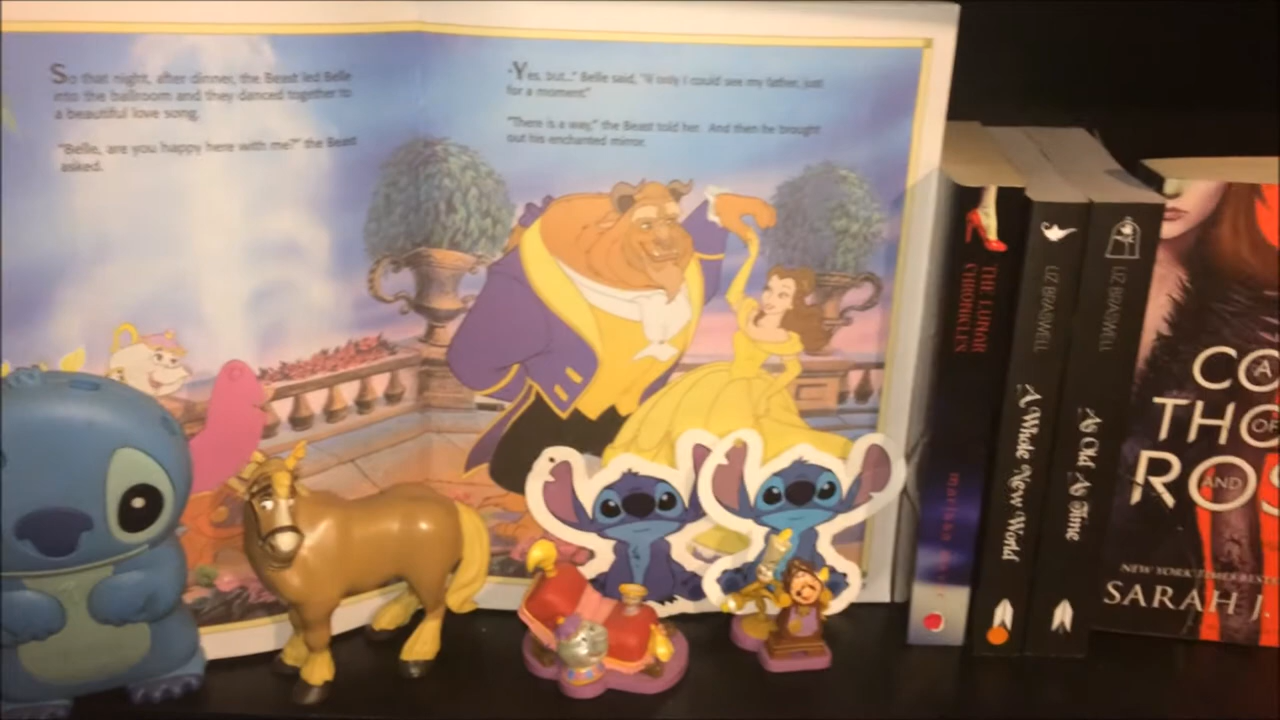 So that night, after dinner, the Beast led Belle
into the ballroom and they danced together to
a beautiful love song.
"Belle, are you happy here with me?" the Beast
asked.
"Yes, but..." Belle said, "if only I could see my father, just
for a moment."
"There is a way," the Beast told her. And then he brought
out his enchanted mirror.
THE LUNAR
CHRONICLES
marissa
LIZ BRASWELL
A Whole New World
LIZ BRASWELL
As Old As Time
A
CO
THO
OF
AND
ROS
NEW YORK TIMES BESTS
SARAH J.